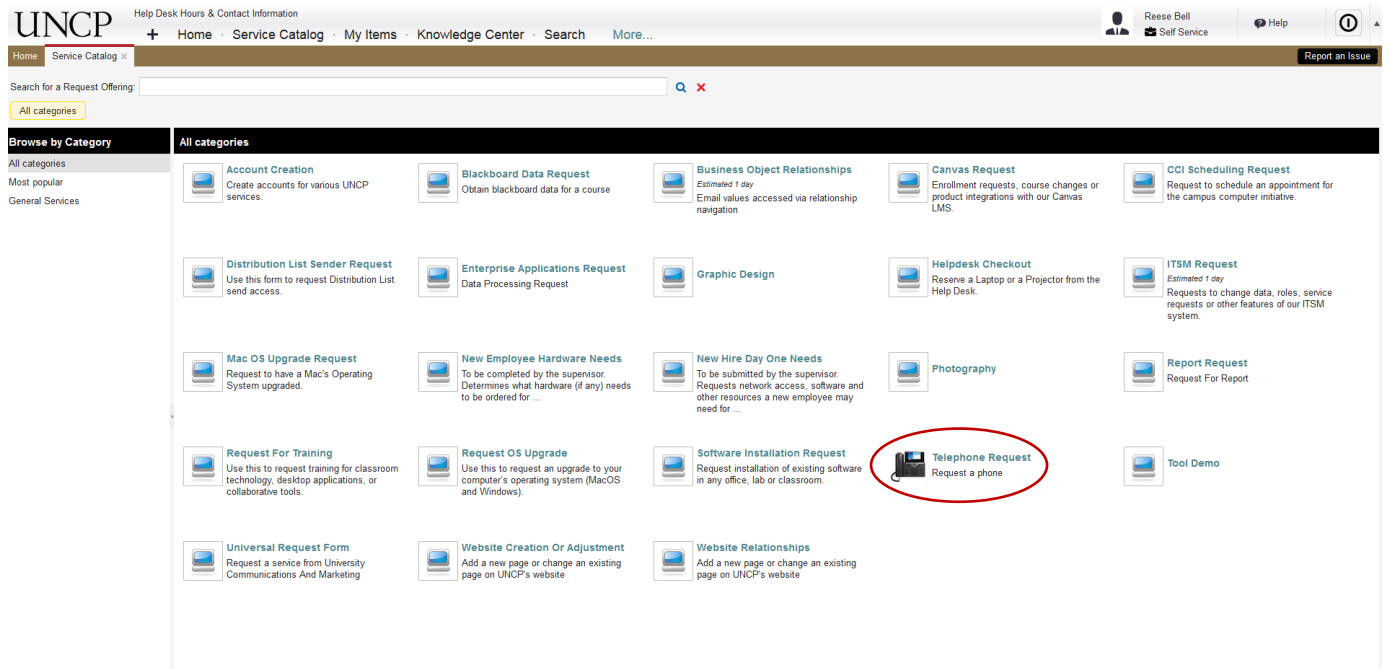 UNCP
Help Desk Hours & Contact Information
+ Home · Service Catalog · My Items · Knowledge Center · Search More...
Reese Bell
Self Service
Help
Home Service Catalog ×
Report an Issue
Search for a Request Offering:
All categories
Browse by Category
All categories
Most popular
General Services
All categories
Account Creation
Create accounts for various UNCP
services.
Blackboard Data Request
Obtain blackboard data for a course
Business Object Relationships
Estimated 1 day
Email values accessed via relationship
navigation
Canvas Request
Enrollment requests, course changes or
product integrations with our Canvas
LMS.
CCI Scheduling Request
Request to schedule an appointment for
the campus computer initiative.
Distribution List Sender Request
Use this form to request Distribution List
send access.
Enterprise Applications Request
Data Processing Request
Graphic Design
Helpdesk Checkout
Reserve a Laptop or a Projector from the
Help Desk.
ITSM Request
Estimated 1 day
Requests to change data, roles, service
requests or other features of our ITSM
system.
Mac OS Upgrade Request
Request to have a Mac's Operating
System upgraded.
New Employee Hardware Needs
To be completed by the supervisor.
Determines what hardware (if any) needs
to be ordered for ...
New Hire Day One Needs
To be submitted by the supervisor.
Requests network access, software and
other resources a new employee may
need for ...
Photography
Report Request
Request For Report
Request For Training
Use this to request training for classroom
technology, desktop applications, or
collaborative tools.
Request OS Upgrade
Use this to request an upgrade to your
computer's operating system (MacOS
and Windows).
Software Installation Request
Request installation of existing software
in any office, lab or classroom.
Telephone Request
Request a phone
Tool Demo
Universal Request Form
Request a service from University
Communications And Marketing
Website Creation Or Adjustment
Add a new page or change an existing
page on UNCP's website
Website Relationships
Add a new page or change an existing
page on UNCP's website